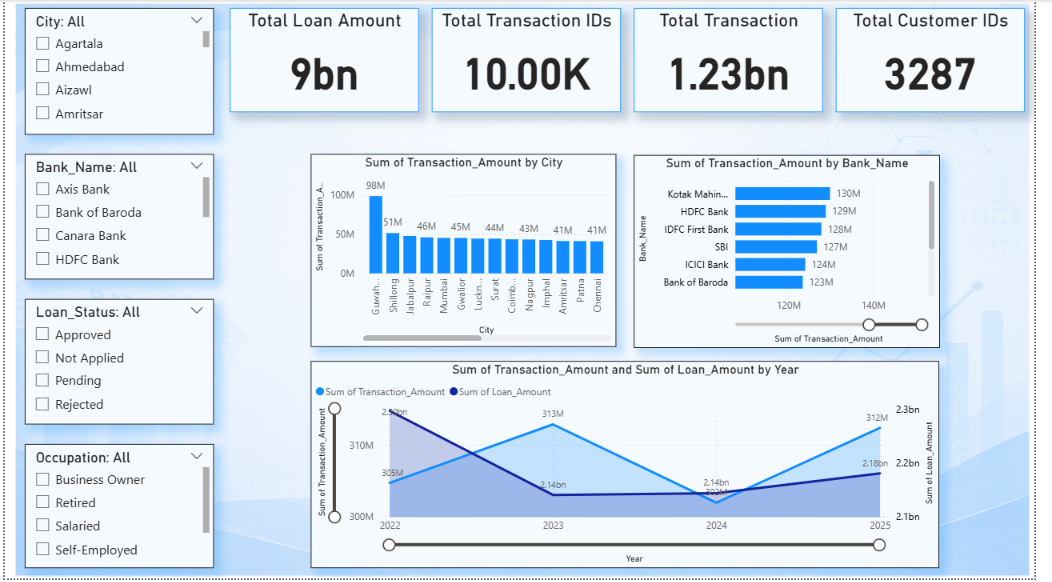 City: All
Agartala
Ahmedabad
Aizawl
Amritsar
Total Loan Amount
9bn
Total Transaction IDs
10.00K
Total Transaction
1.23bn
Total Customer IDs
3287
Bank_Name: All
Axis Bank
Bank of Baroda
Canara Bank
HDFC Bank
Sum of Transaction_Amount by City
Sum of Transaction_A...
100M
50M
0M
98M
51M
46M
45M
44M
43M
41M
41M
Guwah...
Shillong
Jabalpur
Raipur
Mumbai
Gwalior
Luckn...
Surat
Coimb...
Nagpur
Imphal
Amritsar
Patna
Chennai
City
Sum of Transaction_Amount by Bank_Name
Bank_Name
Kotak Mahin... 130M
HDFC Bank 129M
IDFC First Bank 128M
SBI 127M
ICICI Bank 124M
Bank of Baroda 123M
120M 140M
Sum of Transaction_Amount
Loan_Status: All
Approved
Not Applied
Pending
Rejected
Occupation: All
Business Owner
Retired
Salaried
Self-Employed
Sum of Transaction_Amount and Sum of Loan_Amount by Year
Sum of Transaction_Amount Sum of Loan_Amount
Sum of Transaction_Amount
310M
300M
305M
313M
312M
2.14bn
2.14bn
2.18bn
2.3bn
2.2bn
2.1bn
Sum of Loan_Amount
2022 2023 2024 2025
Year